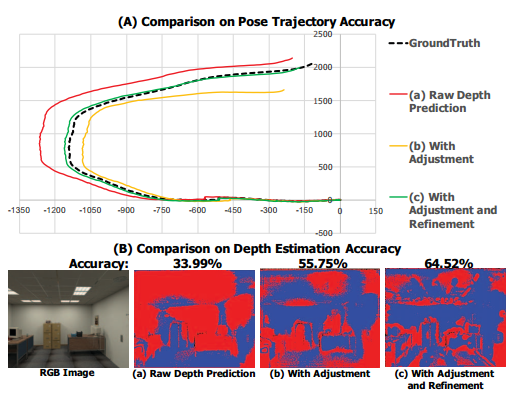 (A) Comparison on Pose Trajectory Accuracy
2500
2000
1500
1000
500
0
-500
-1350 -1200 -1050 -900 -750 -600 -450 -300 -150 0 150
GroundTruth
(a) Raw Depth
Prediction
(b) With
Adjustment
(c) With
Adjustment and
Refinement
(B) Comparison on Depth Estimation Accuracy
Accuracy: 33.99% 55.75% 64.52%
RGB Image (a) Raw Depth Prediction (b) With Adjustment (c) With Adjustment
and Refinement